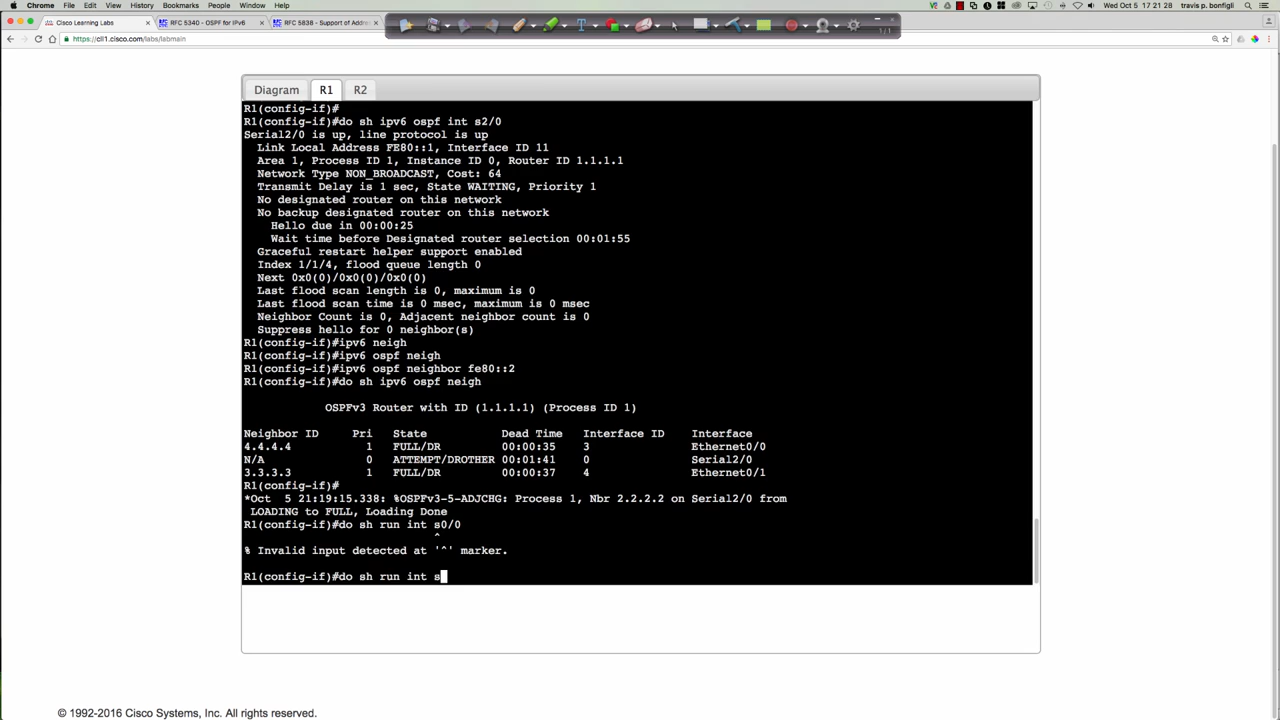 Chrome File Edit View History Bookmarks People Window Help
Wed Oct 5 17 21 28 travis p. bonfigli
Cisco Learning Labs
RFC 5340 - OSPF for IPv6
RFC 5838 - Support of Addre
https://cll1.cisco.com/labs/labmain
Diagram R1 R2
R1(config-if)#
R1(config-if)#do sh ipv6 ospf int s2/0
Serial2/0 is up, line protocol is up
Link Local Address FE80::1, Interface ID 11
Area 1, Process ID 1, Instance ID 0, Router ID 1.1.1.1
Network Type NON_BROADCAST, Cost: 64
Transmit Delay is 1 sec, State WAITING, Priority 1
No designated router on this network
No backup designated router on this network
Hello due in 00:00:25
Wait time before Designated router selection 00:01:55
Graceful restart helper support enabled
Index 1/1/4, flood queue length 0
Next 0x0(0)/0x0(0)/0x0(0)
Last flood scan length is 0, maximum is 0
Last flood scan time is 0 msec, maximum is 0 msec
Neighbor Count is 0, Adjacent neighbor count is 0
Suppress hello for 0 neighbor(s)
R1(config-if)#ipv6 neigh
R1(config-if)#ipv6 ospf neigh
R1(config-if)#ipv6 ospf neighbor fe80::2
R1(config-if)#do sh ipv6 ospf neigh
OSPFv3 Router with ID (1.1.1.1) (Process ID 1)
Neighbor ID Pri State Dead Time Interface ID Interface
4.4.4.4 1 FULL/DR 00:00:35 3 Ethernet0/0
N/A 0 ATTEMPT/DROTHER 00:01:41 0 Serial2/0
3.3.3.3 1 FULL/DR 00:00:37 4 Ethernet0/1
R1(config-if)#
*Oct 5 21:19:15.338: %OSPFv3-5-ADJCHG: Process 1, Nbr 2.2.2.2 on Serial2/0 from
LOADING to FULL, Loading Done
R1(config-if)#do sh run int s0/0
^
% Invalid input detected at '^' marker.
R1(config-if)#do sh run int s
© 1992-2016 Cisco Systems, Inc. All rights reserved.